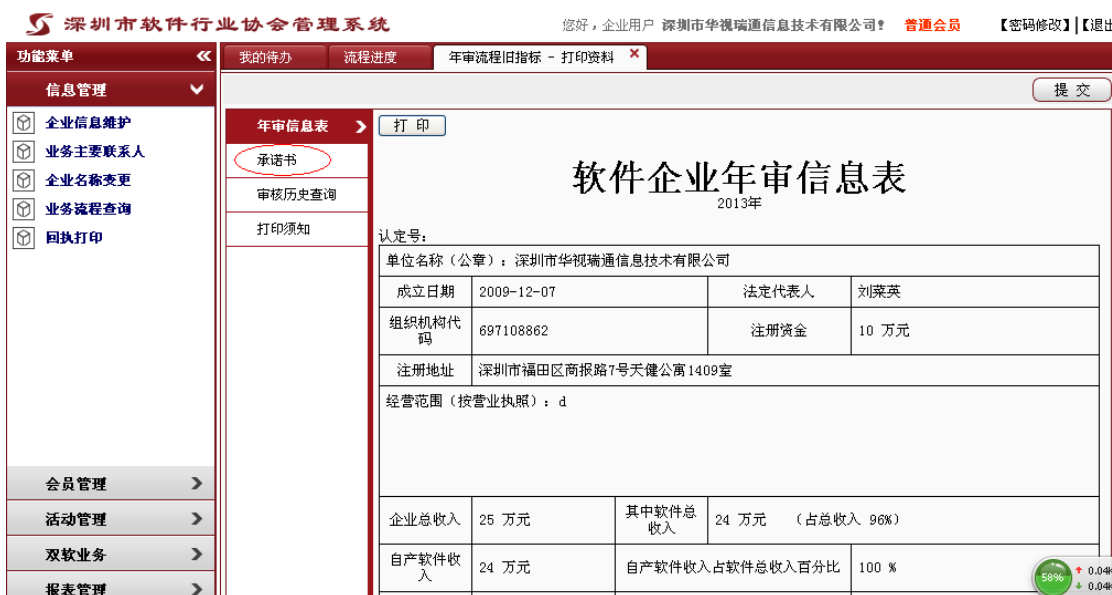 深圳市软件行业协会管理系统
您好，企业用户 深圳市华视瑞通信息技术有限公司！ 普通会员 【密码修改】|【退出
功能菜单 «
我的待办 流程进度 年审流程旧指标 - 打印资料 ×
信息管理
提 交
企业信息维护
业务主要联系人
企业名称变更
业务流程查询
回执打印
年审信息表
承诺书
审核历史查询
打印须知
打 印
软件企业年审信息表
2013年
认定号：
单位名称（公章）：深圳市华视瑞通信息技术有限公司
成立日期 2009-12-07 法定代表人 刘菜英
组织机构代码 697108862 注册资金 10 万元
注册地址 深圳市福田区商报路7号天健公寓1409室
经营范围（按营业执照）：d
企业总收入 25 万元 其中软件总收入 24 万元 （占总收入 96%）
自产软件收入 24 万元 自产软件收入占软件总收入百分比 100 %
会员管理
活动管理
双软业务
报表管理
58%
↑ 0.04K
↓ 0.04K